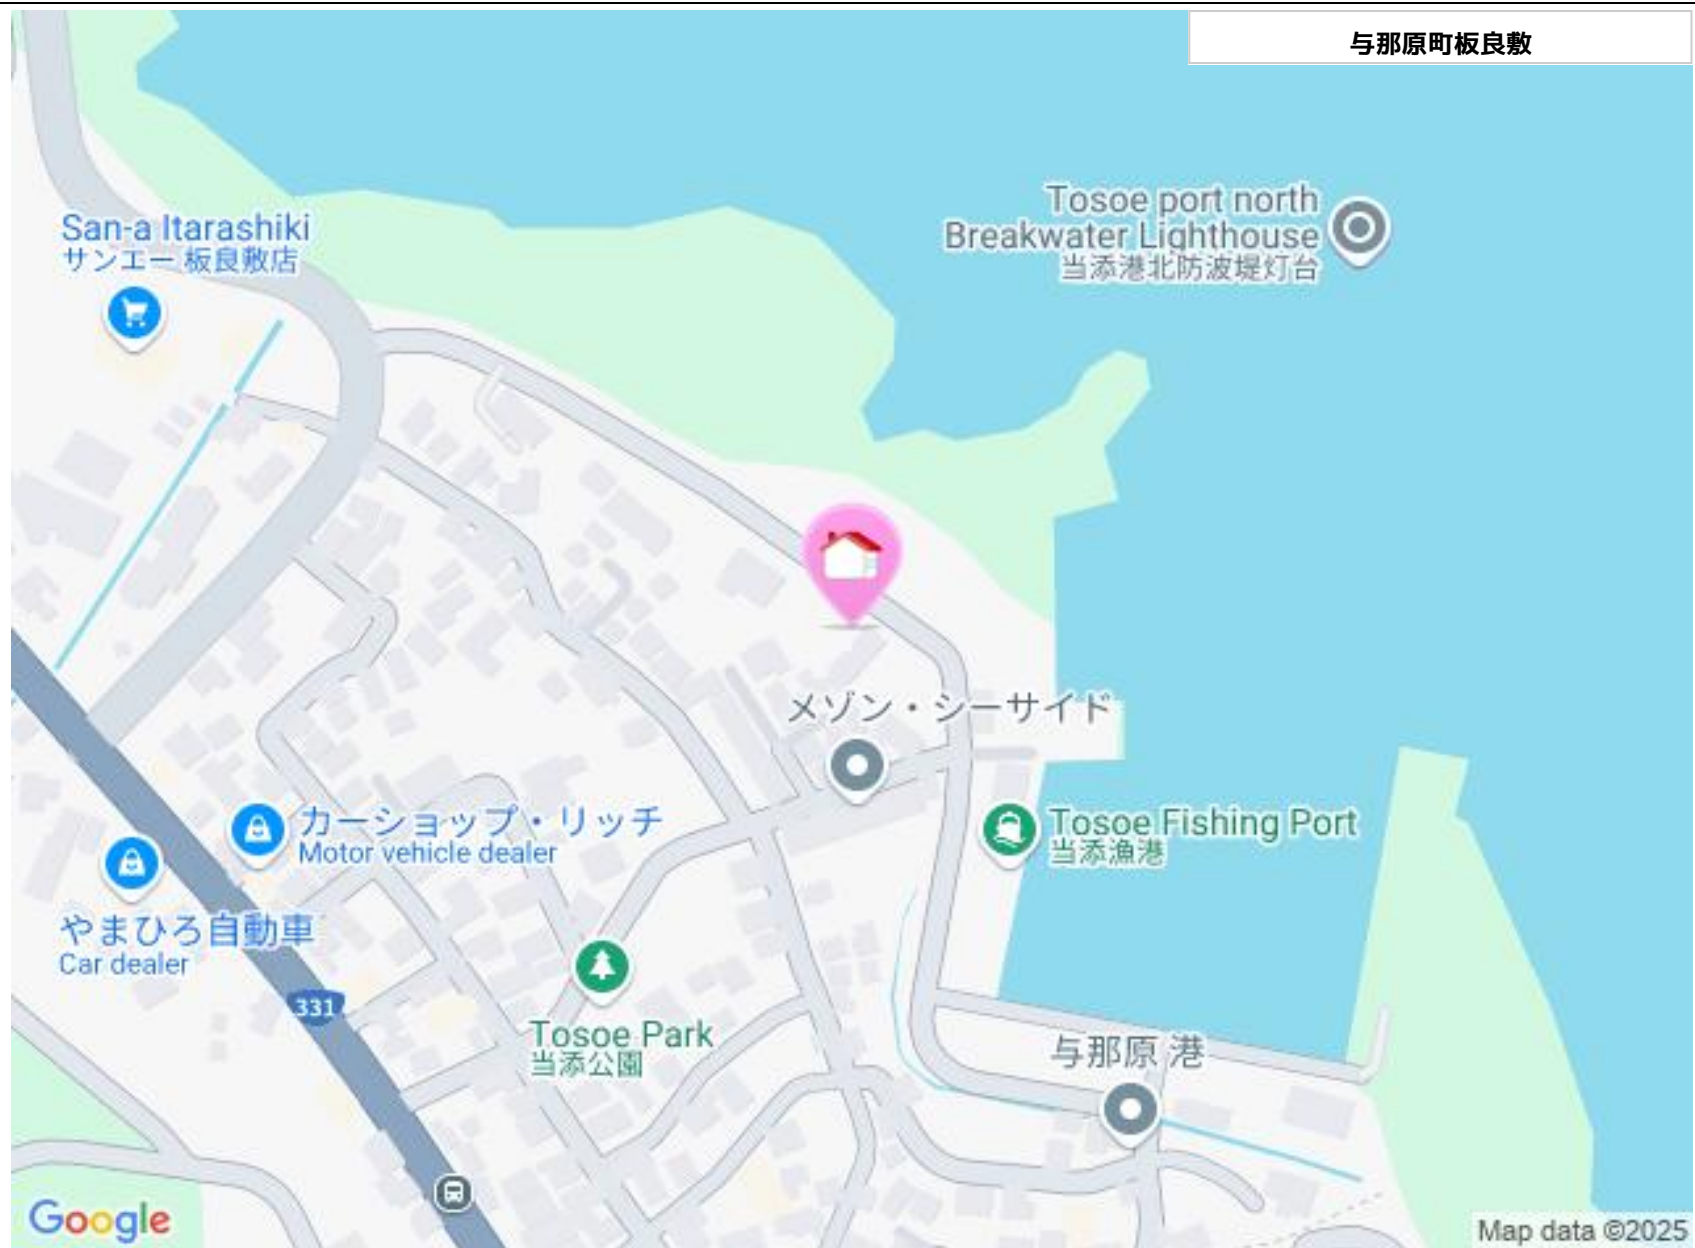 与那原町板良敷
Tosoe port north
Breakwater Lighthouse
当添港北防波堤灯台
San-a Itarashiki
サンエー 板良敷店
メゾン・シーサイド
カーショップ・リッチ
Motor vehicle dealer
Tosoe Fishing Port
当添漁港
やまひろ自動車
Car dealer
331
Tosoe Park
当添公園
与那原 港
Google
Map data ©2025